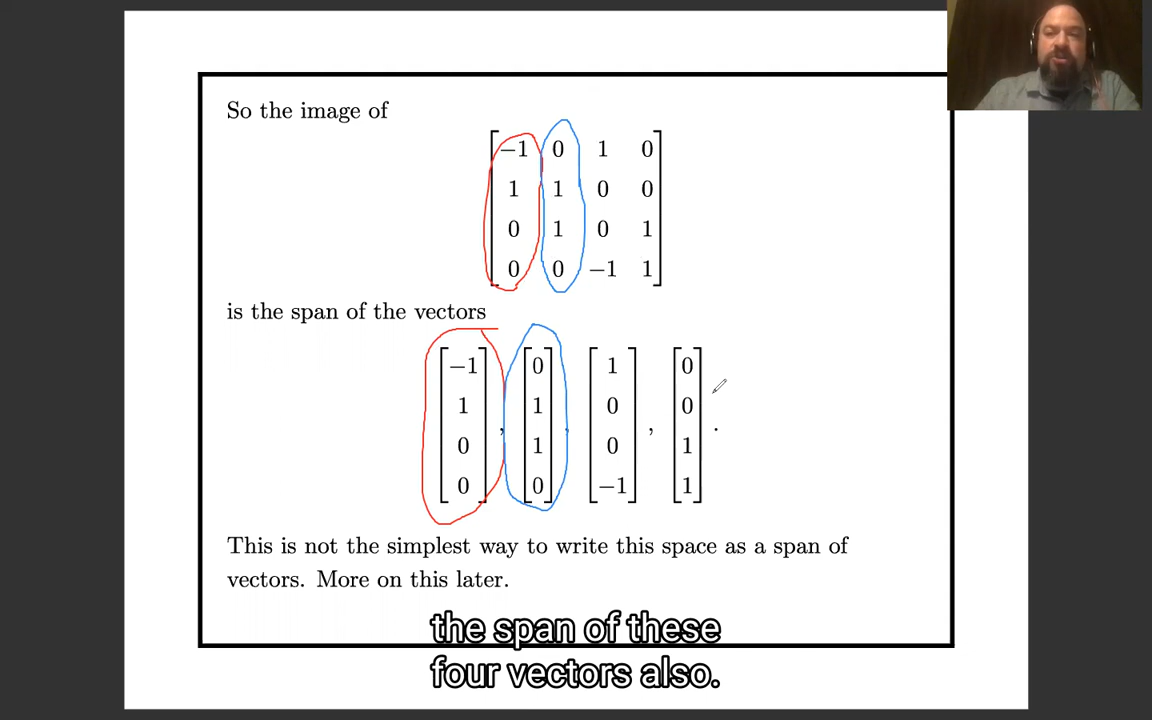 So the image of
−1 0 1 0
1 1 0 0
0 1 0 1
0 0 −1 1
is the span of the vectors
−1 0 1 0
1 1 0 0
0 1 0 1
0 , 0 , −1 , 1 .
This is not the simplest way to write this space as a span of
vectors. More on this later.
the span of these
four vectors also.